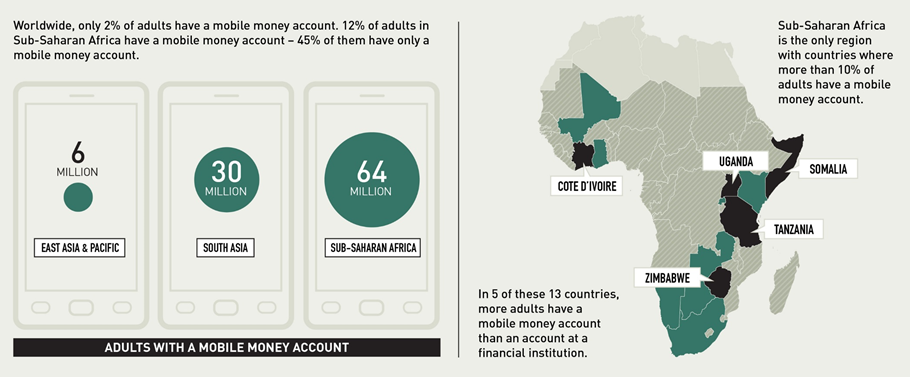 Worldwide, only 2% of adults have a mobile money account. 12% of adults in
Sub-Saharan Africa have a mobile money account – 45% of them have only a
mobile money account.
6
MILLION
EAST ASIA & PACIFIC
30
MILLION
SOUTH ASIA
64
MILLION
SUB-SAHARAN AFRICA
ADULTS WITH A MOBILE MONEY ACCOUNT
Sub-Saharan Africa
is the only region
with countries where
more than 10% of
adults have a mobile
money account.
UGANDA
SOMALIA
COTE D'IVOIRE
TANZANIA
ZIMBABWE
In 5 of these 13 countries,
more adults have a
mobile money account
than an account at a
financial institution.